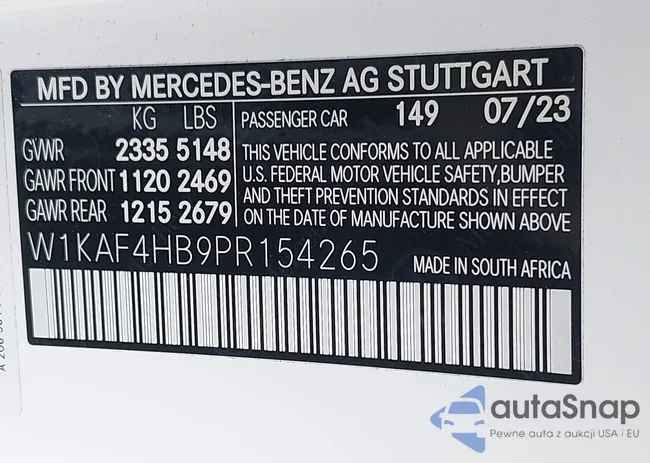 MFD BY MERCEDES-BENZ AG STUTTGART
KG LBS
GVWR 2335 5148
GAWR FRONT 1120 2469
GAWR REAR 1215 2679
PASSENGER CAR 149 07/23
THIS VEHICLE CONFORMS TO ALL APPLICABLE
U.S. FEDERAL MOTOR VEHICLE SAFETY, BUMPER
AND THEFT PREVENTION STANDARDS IN EFFECT
ON THE DATE OF MANUFACTURE SHOWN ABOVE
W1KAF4HB9PR154265
MADE IN SOUTH AFRICA
autaSnap
Pewne auta z aukcji USA i EU